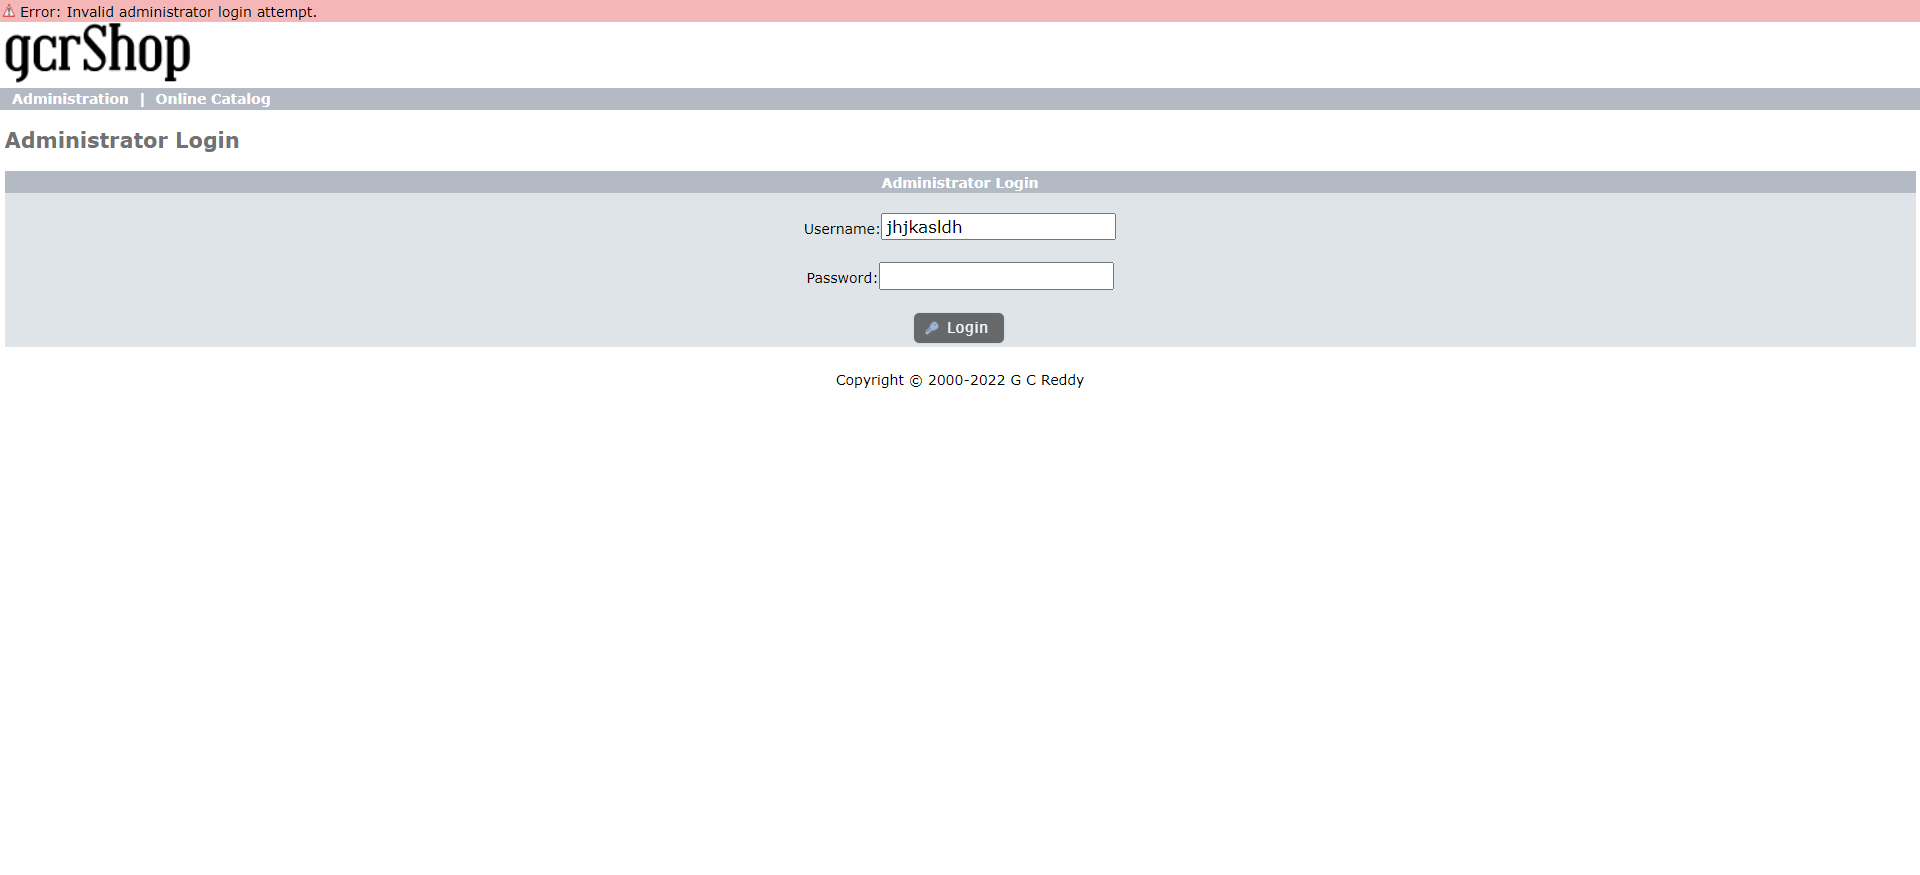 Error: Invalid administrator login attempt.
gcrShop
Administration | Online Catalog
Administrator Login
Administrator Login
Username: jhjkasldh
Password:
Login
Copyright © 2000-2022 G C Reddy